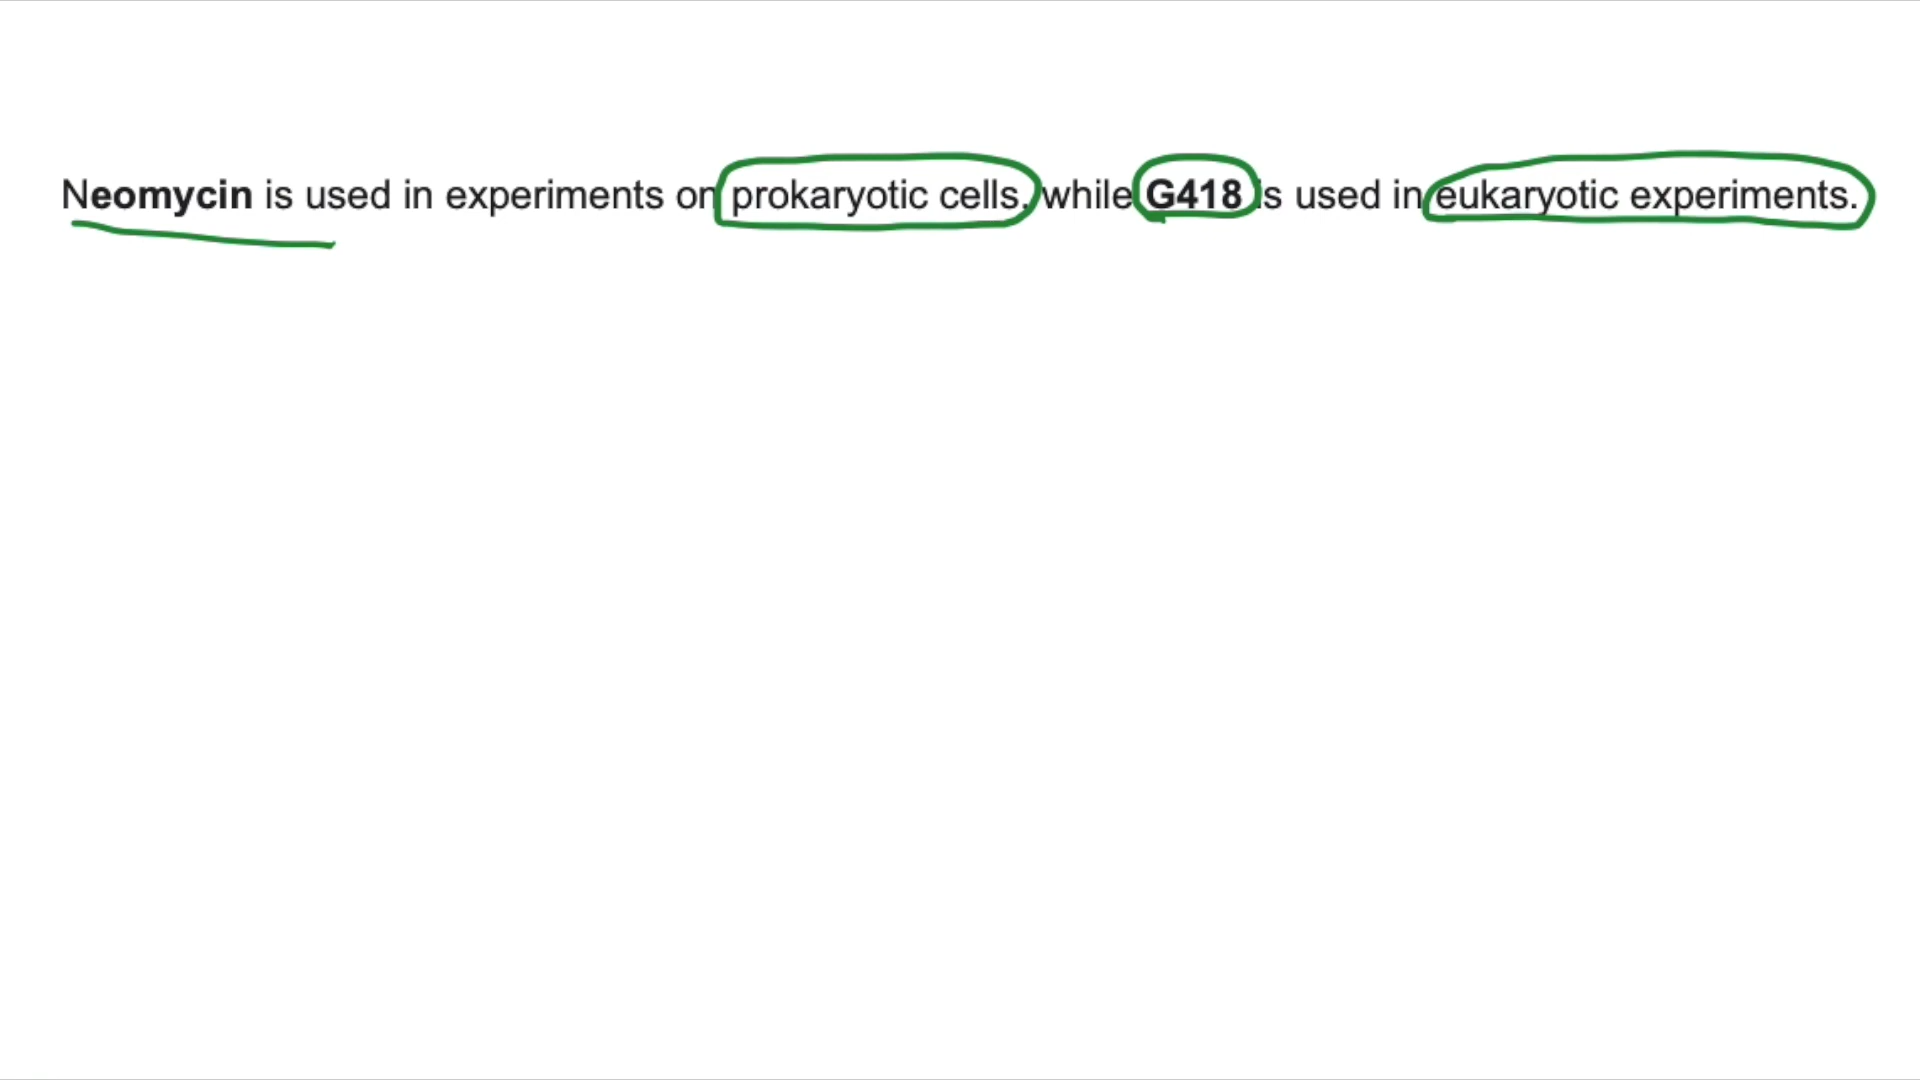 Neomycin is used in experiments on prokaryotic cells, while G418 is used in eukaryotic experiments.